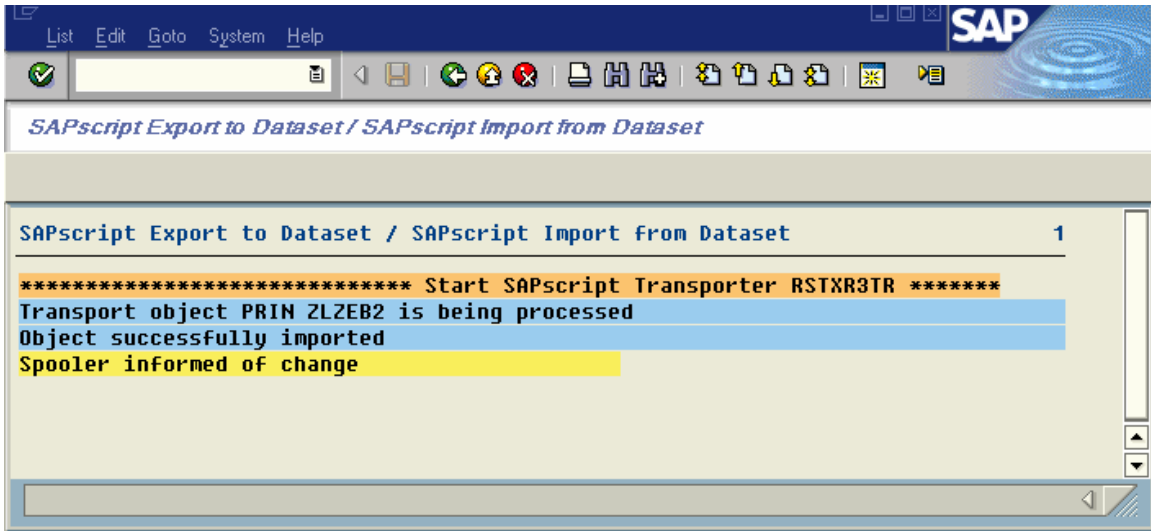 List Edit Goto System Help
SAP
SAPscript Export to Dataset / SAPscript Import from Dataset
SAPscript Export to Dataset / SAPscript Import from Dataset 1
****************************** Start SAPscript Transporter RSTXR3TR *******
Transport object PRIN ZLZEB2 is being processed
Object successfully imported
Spooler informed of change